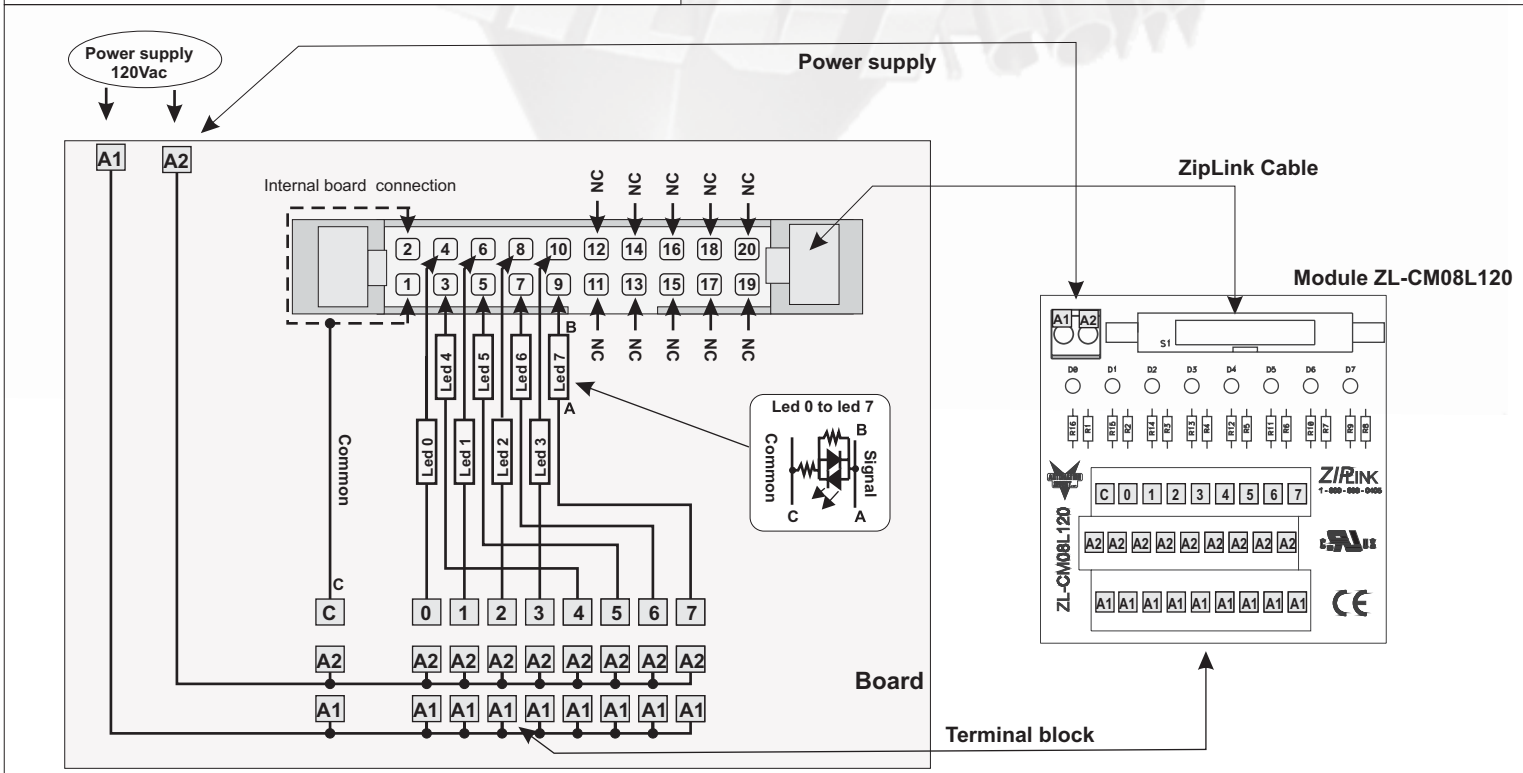 Power supply
120Vac
Power supply
ZipLink Cable
Module ZL-CM08L120
A1 A2
Internal board connection
NC NC NC NC NC
2 4 6 8 10 12 14 16 18 20
1 3 5 7 9 11 13 15 17 19
NC NC NC NC NC
B
Led 4 Led 5 Led 6 Led 7
A
Led 0 Led 1 Led 2 Led 3
Common
Led 0 to led 7
B
Common
Signal
C A
C
C 0 1 2 3 4 5 6 7
A2 A2 A2 A2 A2 A2 A2 A2 A2
A1 A1 A1 A1 A1 A1 A1 A1 A1
Board
Terminal block
A1 A2
S1
D0 D1 D2 D3 D4 D5 D6 D7
R16 R1 R15 R2 R14 R3 R13 R4 R12 R5 R11 R6 R10 R7 R9 R8
ZIPLINK
C 0 1 2 3 4 5 6 7
A2 A2 A2 A2 A2 A2 A2 A2 A2
A1 A1 A1 A1 A1 A1 A1 A1 A1
ZL-CM08L120
CE